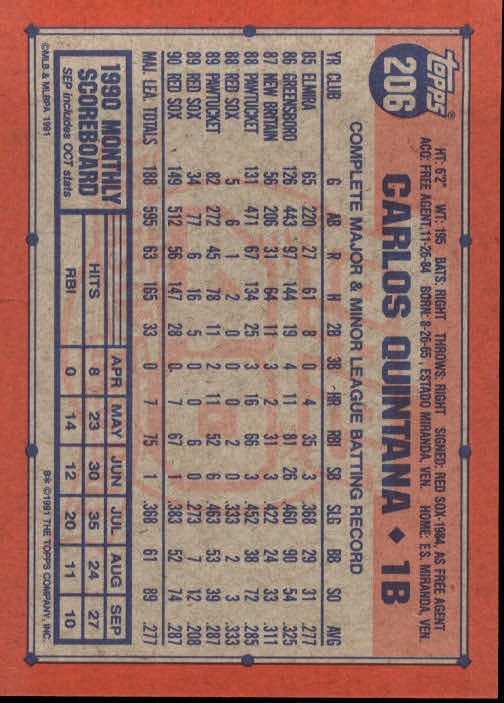 TOPPS®
206
HT: 6'2" WT: 195 BATS: RIGHT THROWS: RIGHT SIGNED: RED SOX-1984, AS FREE AGENT
ACQ: FREE AGENT, 11-26-84 BORN: 8-26-65, ESTADO MIRANDA, VEN. HOME: E.S. MIRANDA, VEN.
CARLOS QUINTANA ◆ 1B
COMPLETE MAJOR & MINOR LEAGUE BATTING RECORD
YR CLUB G AB R H 2B 3B HR RBI SB SLG BB SO AVG
85 ELMIRA 65 220 27 61 8 0 4 35 3 .368 29 31 .277
86 GREENSBORO 126 443 97 144 19 4 11 81 26 .460 90 54 .325
87 NEW BRITAIN 56 206 31 64 11 3 2 31 3 .422 24 33 .311
88 PAWTUCKET 131 471 67 134 25 3 16 66 3 .452 38 72 .285
88 RED SOX 5 6 1 2 0 0 0 2 0 .333 2 3 .333
89 PAWTUCKET 82 272 45 78 11 2 11 52 6 .463 53 39 .287
89 RED SOX 34 77 6 16 5 0 0 6 0 .273 7 12 .208
90 RED SOX 149 512 56 147 28 0 7 67 1 .383 52 74 .287
MAJ. LEA. TOTALS 188 595 63 165 33 0 7 75 1 .368 61 89 .277
1990 MONTHLY SCOREBOARD
SEP includes OCT stats
APR MAY JUN JUL AUG SEP
HITS 8 23 30 35 24 27
RBI 0 14 12 20 11 10
©MLB & MLBPA 1991
B* ©1991 THE TOPPS COMPANY, INC.